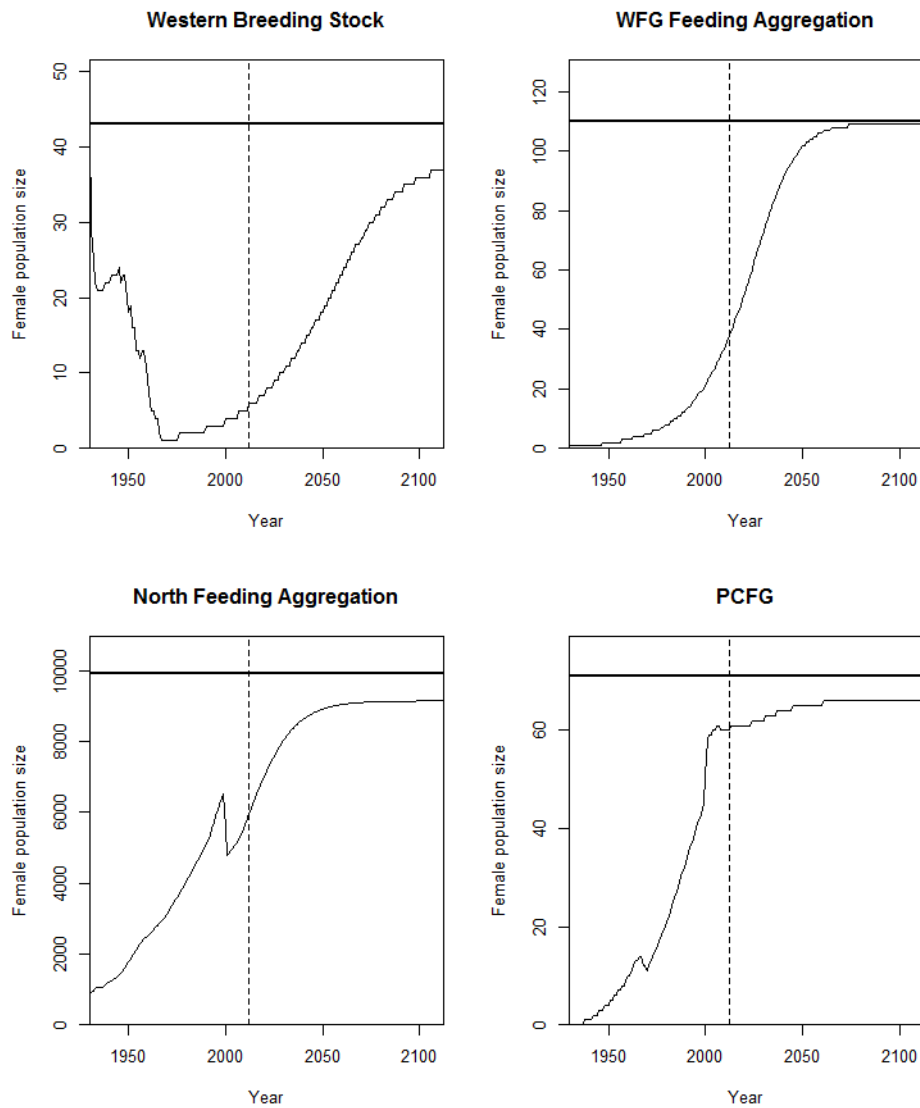 Western Breeding Stock
Female population size
0 10 20 30 40 50
1950 2000 2050 2100
Year
WFG Feeding Aggregation
Female population size
0 20 40 60 80 100 120
1950 2000 2050 2100
Year
North Feeding Aggregation
Female population size
0 2000 4000 6000 8000 10000
1950 2000 2050 2100
Year
PCFG
Female population size
0 20 40 60
1950 2000 2050 2100
Year